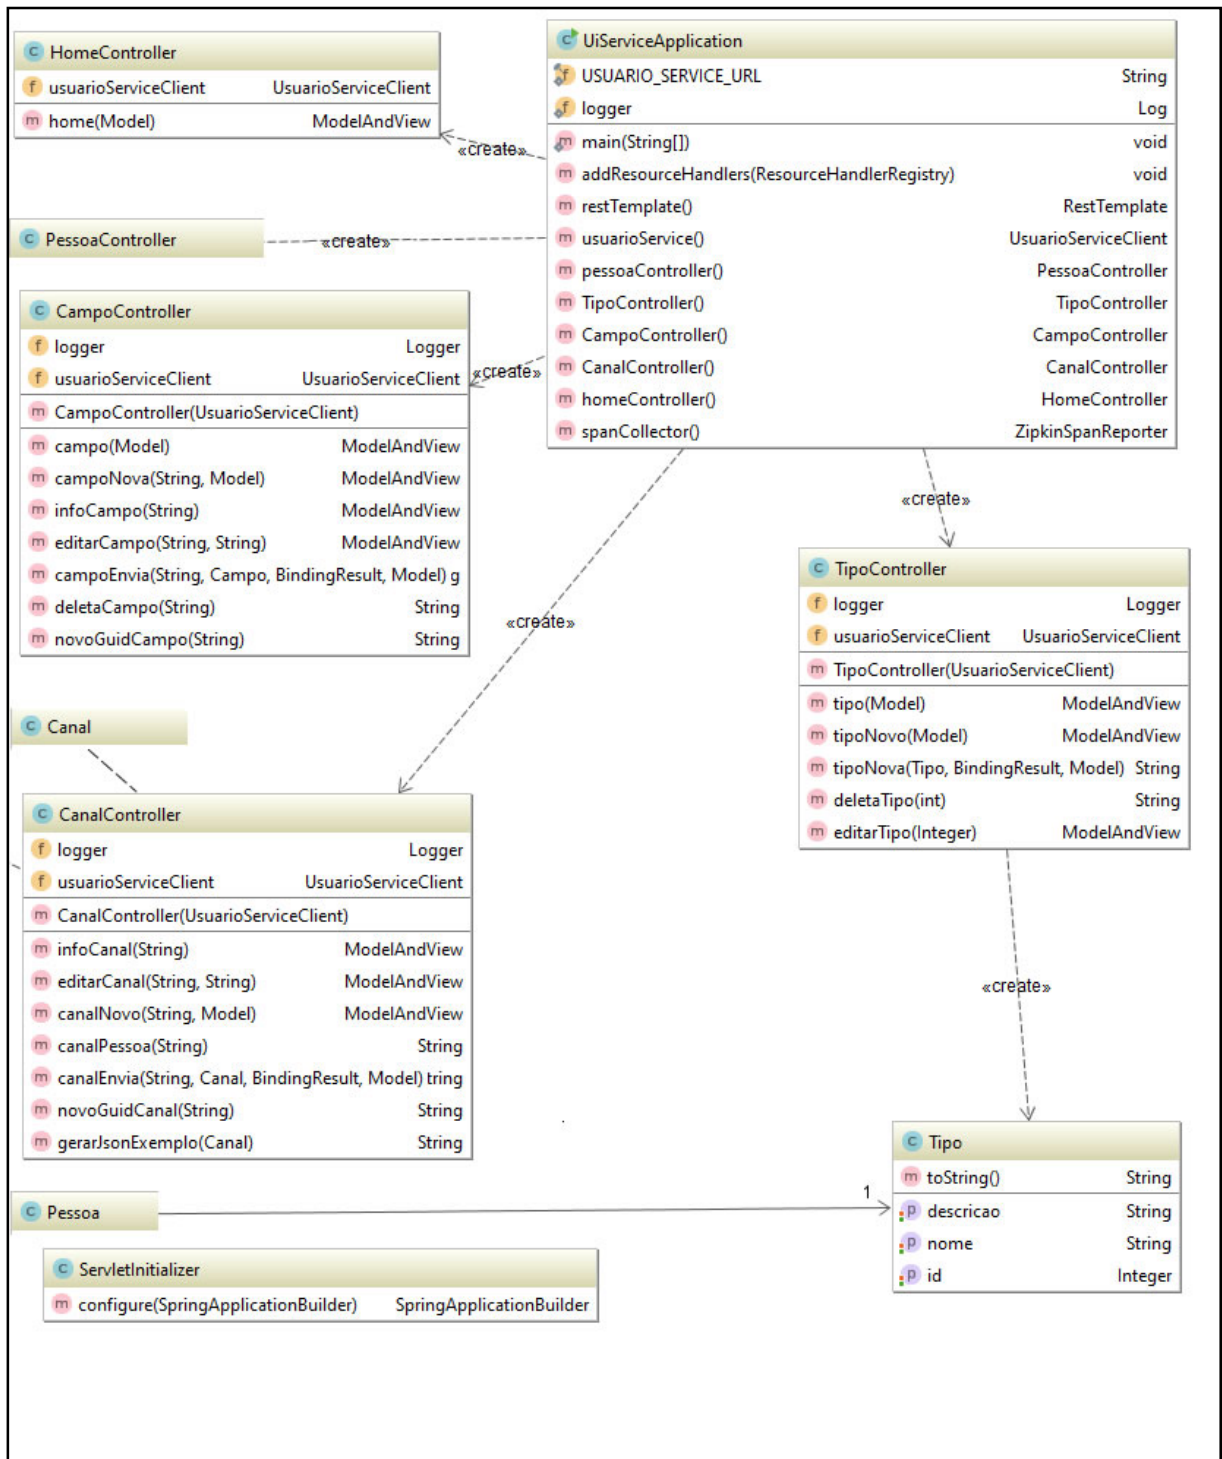 HomeController
usuarioServiceClient UsuarioServiceClient
home(Model) ModelAndView
UiServiceApplication
USUARIO_SERVICE_URL String
logger Log
main(String[]) void
addResourceHandlers(ResourceHandlerRegistry) void
restTemplate() RestTemplate
usuarioService() UsuarioServiceClient
pessoaController() PessoaController
TipoController() TipoController
CampoController() CampoController
CanalController() CanalController
homeController() HomeController
spanCollector() ZipkinSpanReporter
«create»
PessoaController
«create»
CampoController
logger Logger
usuarioServiceClient UsuarioServiceClient
CampoController(UsuarioServiceClient)
campo(Model) ModelAndView
campoNova(String, Model) ModelAndView
infoCampo(String) ModelAndView
editarCampo(String, String) ModelAndView
campoEnvia(String, Campo, BindingResult, Model) g
deletaCampo(String) String
novoGuidCampo(String) String
«create»
«create»
«create»
TipoController
logger Logger
usuarioServiceClient UsuarioServiceClient
TipoController(UsuarioServiceClient)
tipo(Model) ModelAndView
tipoNovo(Model) ModelAndView
tipoNova(Tipo, BindingResult, Model) String
deletaTipo(int) String
editarTipo(Integer) ModelAndView
Canal
CanalController
logger Logger
usuarioServiceClient UsuarioServiceClient
CanalController(UsuarioServiceClient)
infoCanal(String) ModelAndView
editarCanal(String, String) ModelAndView
canalNovo(String, Model) ModelAndView
canalPessoa(String) String
canalEnvia(String, Canal, BindingResult, Model) tring
novoGuidCanal(String) String
gerarJsonExemplo(Canal) String
«create»
Tipo
toString() String
descricao String
nome String
id Integer
Pessoa
1
ServletInitializer
configure(SpringApplicationBuilder) SpringApplicationBuilder